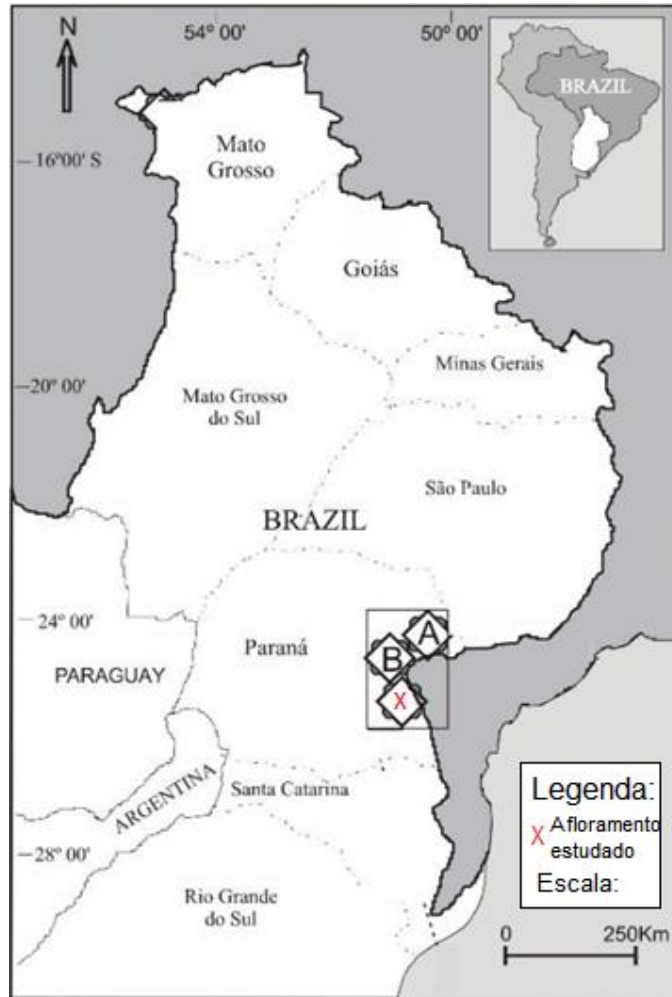 N
54° 00'
50° 00'
BRAZIL
16°00' S
Mato
Grosso
Goiás
Minas Gerais
20° 00'
Mato Grosso
do Sul
São Paulo
BRAZIL
24° 00'
Paraná
A
B
X
PARAGUAY
ARGENTINA
Santa Catarina
28° 00'
Rio Grande
do Sul
Legenda:
X Afloramento
estudado
Escala:
0 250Km